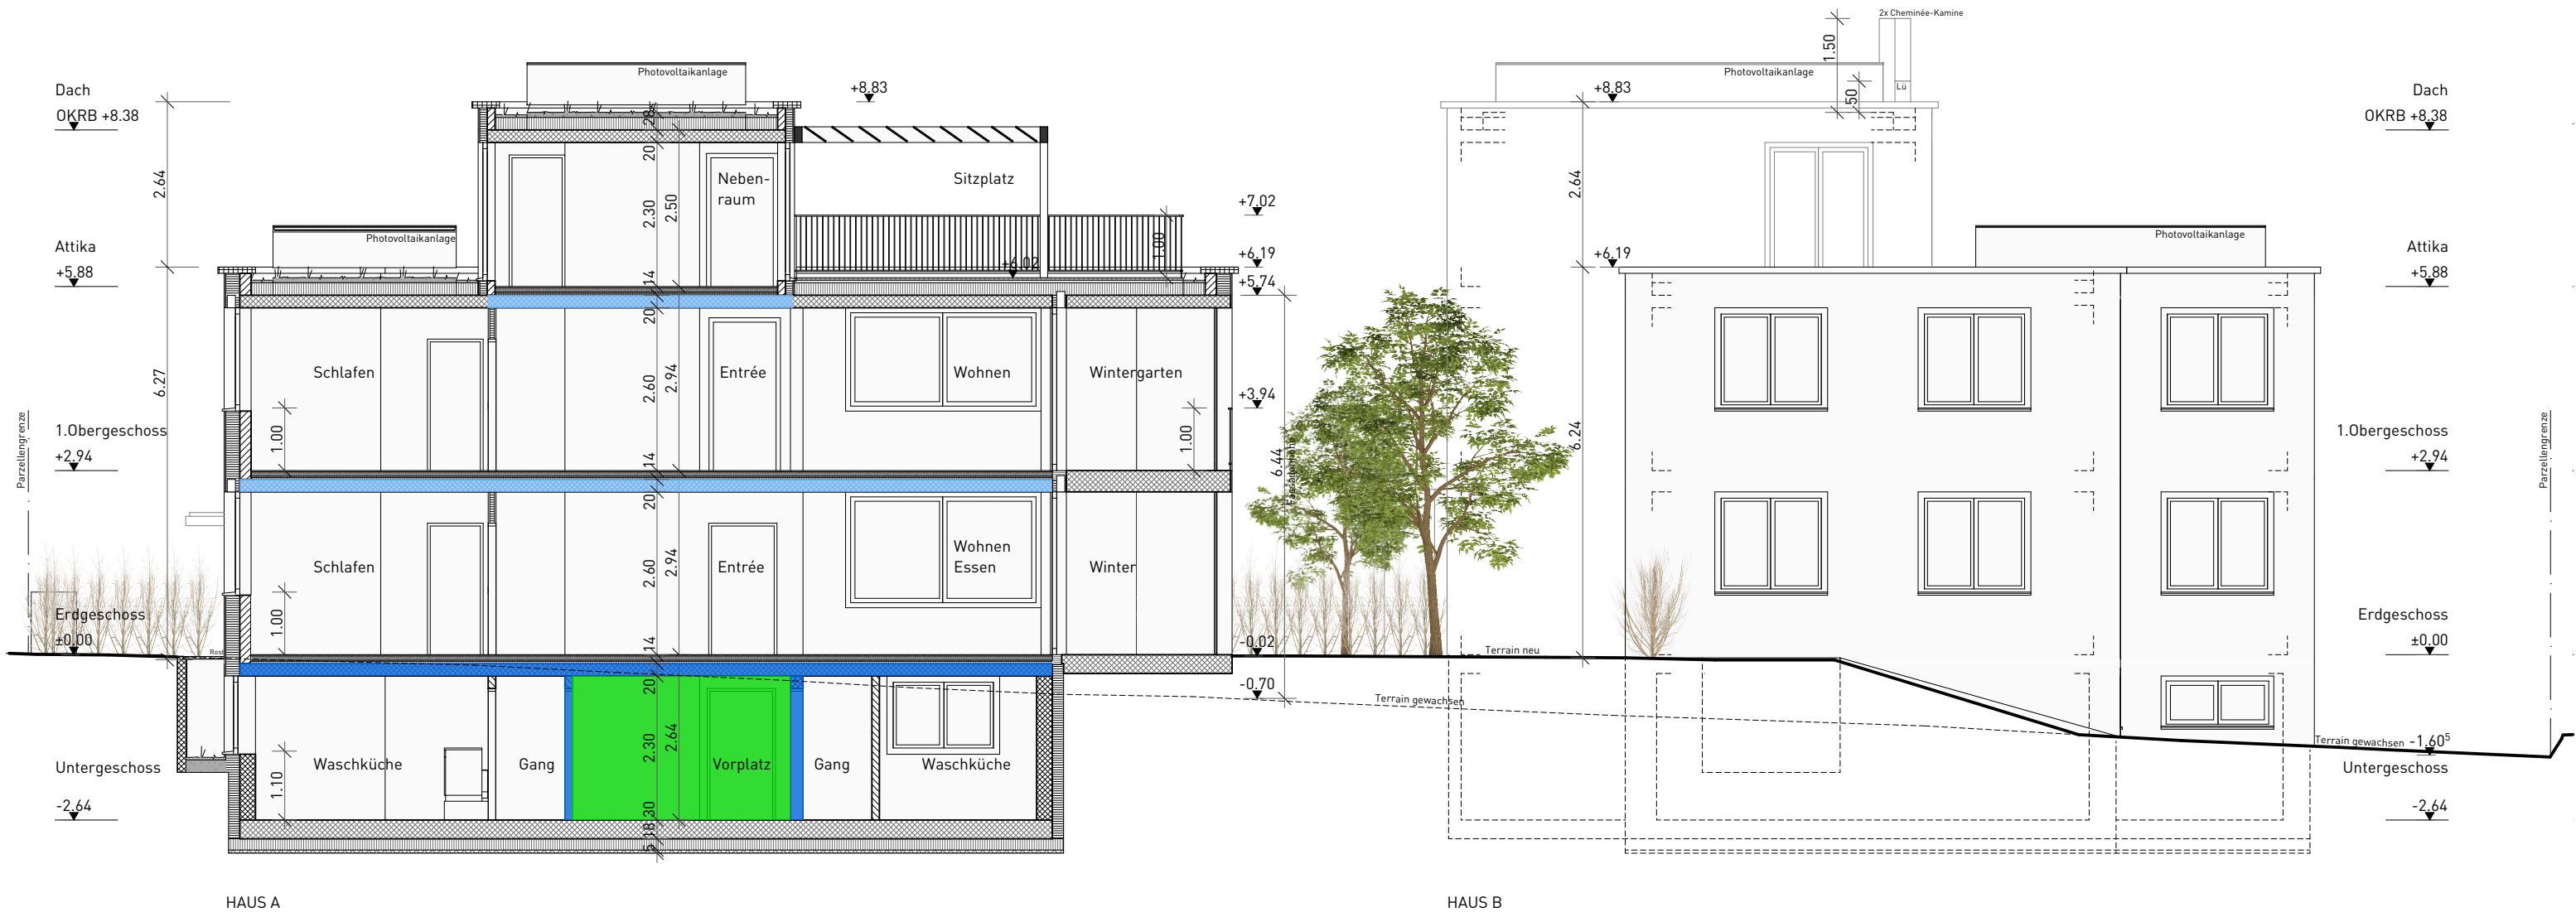 2x Cheminée-Kamine
1.50
Photovoltaikanlage
Photovoltaikanlage
Dach
OKRB +8.38
+8.83
+8.83
50
Lü
Dach
OKRB +8.38
28
20
2.64
Neben-
raum
Sitzplatz
2.30
2.50
+7.02
2.64
Photovoltaikanlage
Photovoltaikanlage
Attika
+5.88
1.00
+6.19
+6.19
+6.02
+5.74
14
Attika
+5.88
20
6.27
Schlafen
2.60
2.94
Entrée
Wohnen
Wintergarten
+3.94
Parzellengrenze
1.Obergeschoss
+2.94
1.00
14
1.00
6.44
Fassadenhöhe
6.24
1.Obergeschoss
+2.94
Parzellengrenze
20
Schlafen
2.60
2.94
Entrée
Wohnen
Essen
Winter
Erdgeschoss
±0.00
1.00
14
Rost
-0.02
Terrain neu
Erdgeschoss
±0.00
20
-0.70
Terrain gewachsen
Untergeschoss
-2.64
1.10
Waschküche
Gang
2.30
2.64
Vorplatz
Gang
Waschküche
Terrain gewachsen
-1.60⁵
Untergeschoss
-2.64
30
18
5
HAUS A
HAUS B